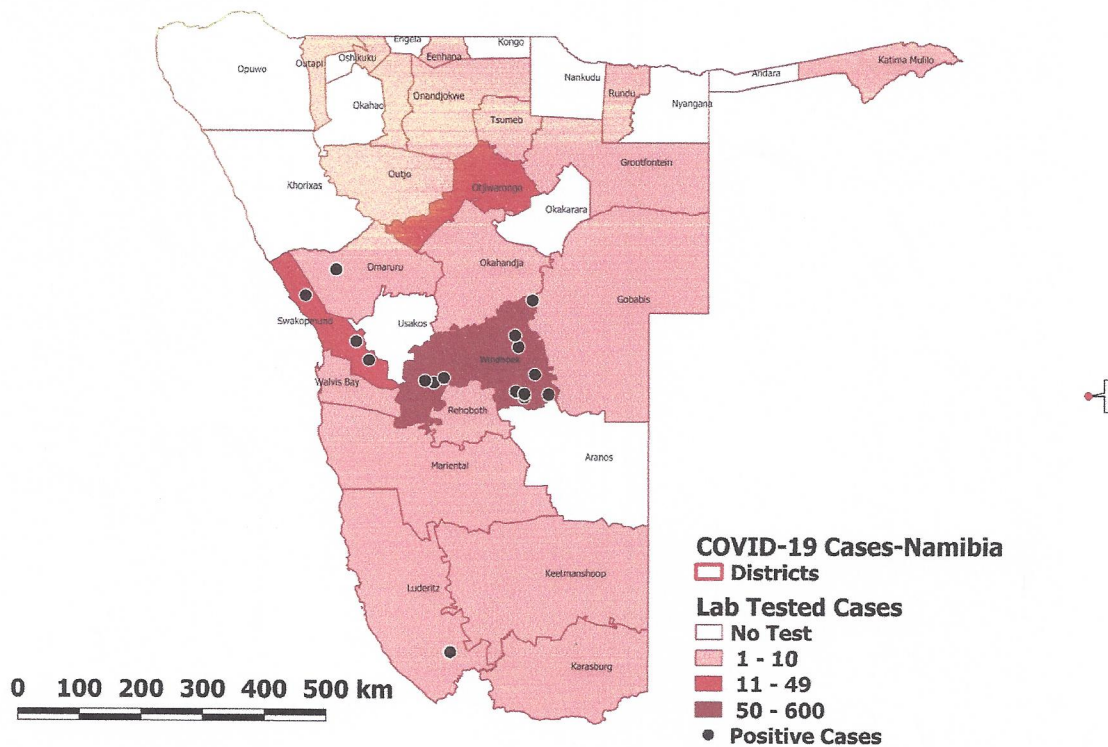 Engela
Kongo
Opuwo
Outapi
Oshikuku
Eenhana
Katima Mulilo
Nankudu
Andara
Okahao
Onandjokwe
Rundu
Nyangana
Tsumeb
Grootfontein
Outjo
Khorixas
Otjiwarongo
Okakarara
Omaruru
Okahandja
Gobabis
Swakopmund
Usakos
Windhoek
Walvis Bay
Rehoboth
Aranos
Mariental
Keetmanshoop
Luderitz
Karasburg
COVID-19 Cases-Namibia
Districts
Lab Tested Cases
No Test
1 - 10
11 - 49
50 - 600
Positive Cases
0 100 200 300 400 500 km